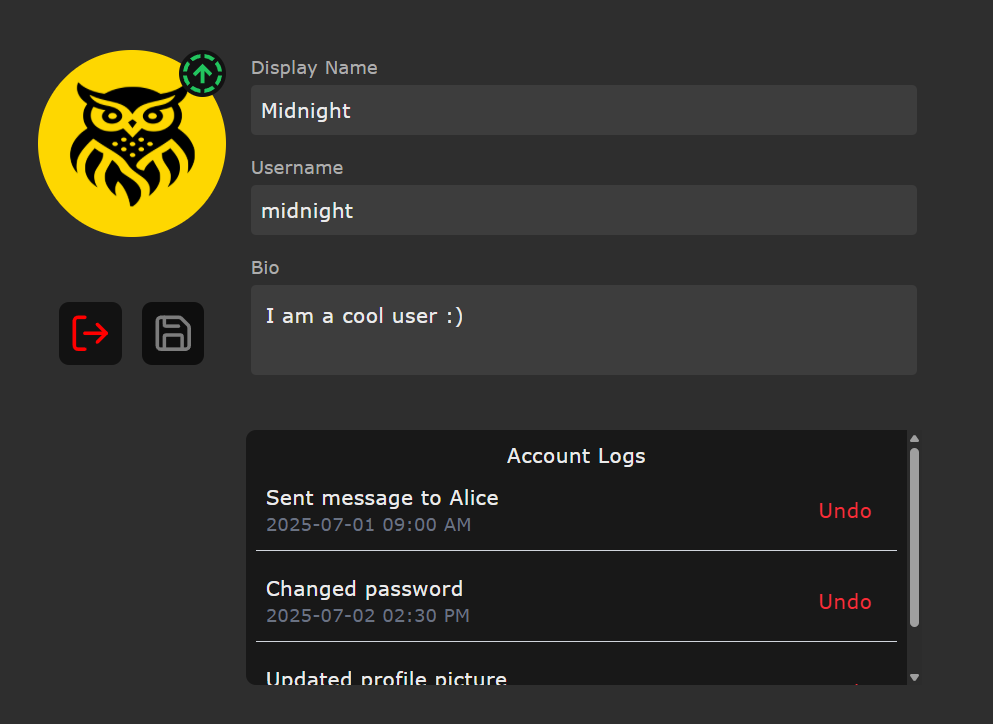 Display Name
Midnight
Username
midnight
Bio
I am a cool user :)
Account Logs
Sent message to Alice
2025-07-01 09:00 AM
Undo
Changed password
2025-07-02 02:30 PM
Undo
Updated profile picture